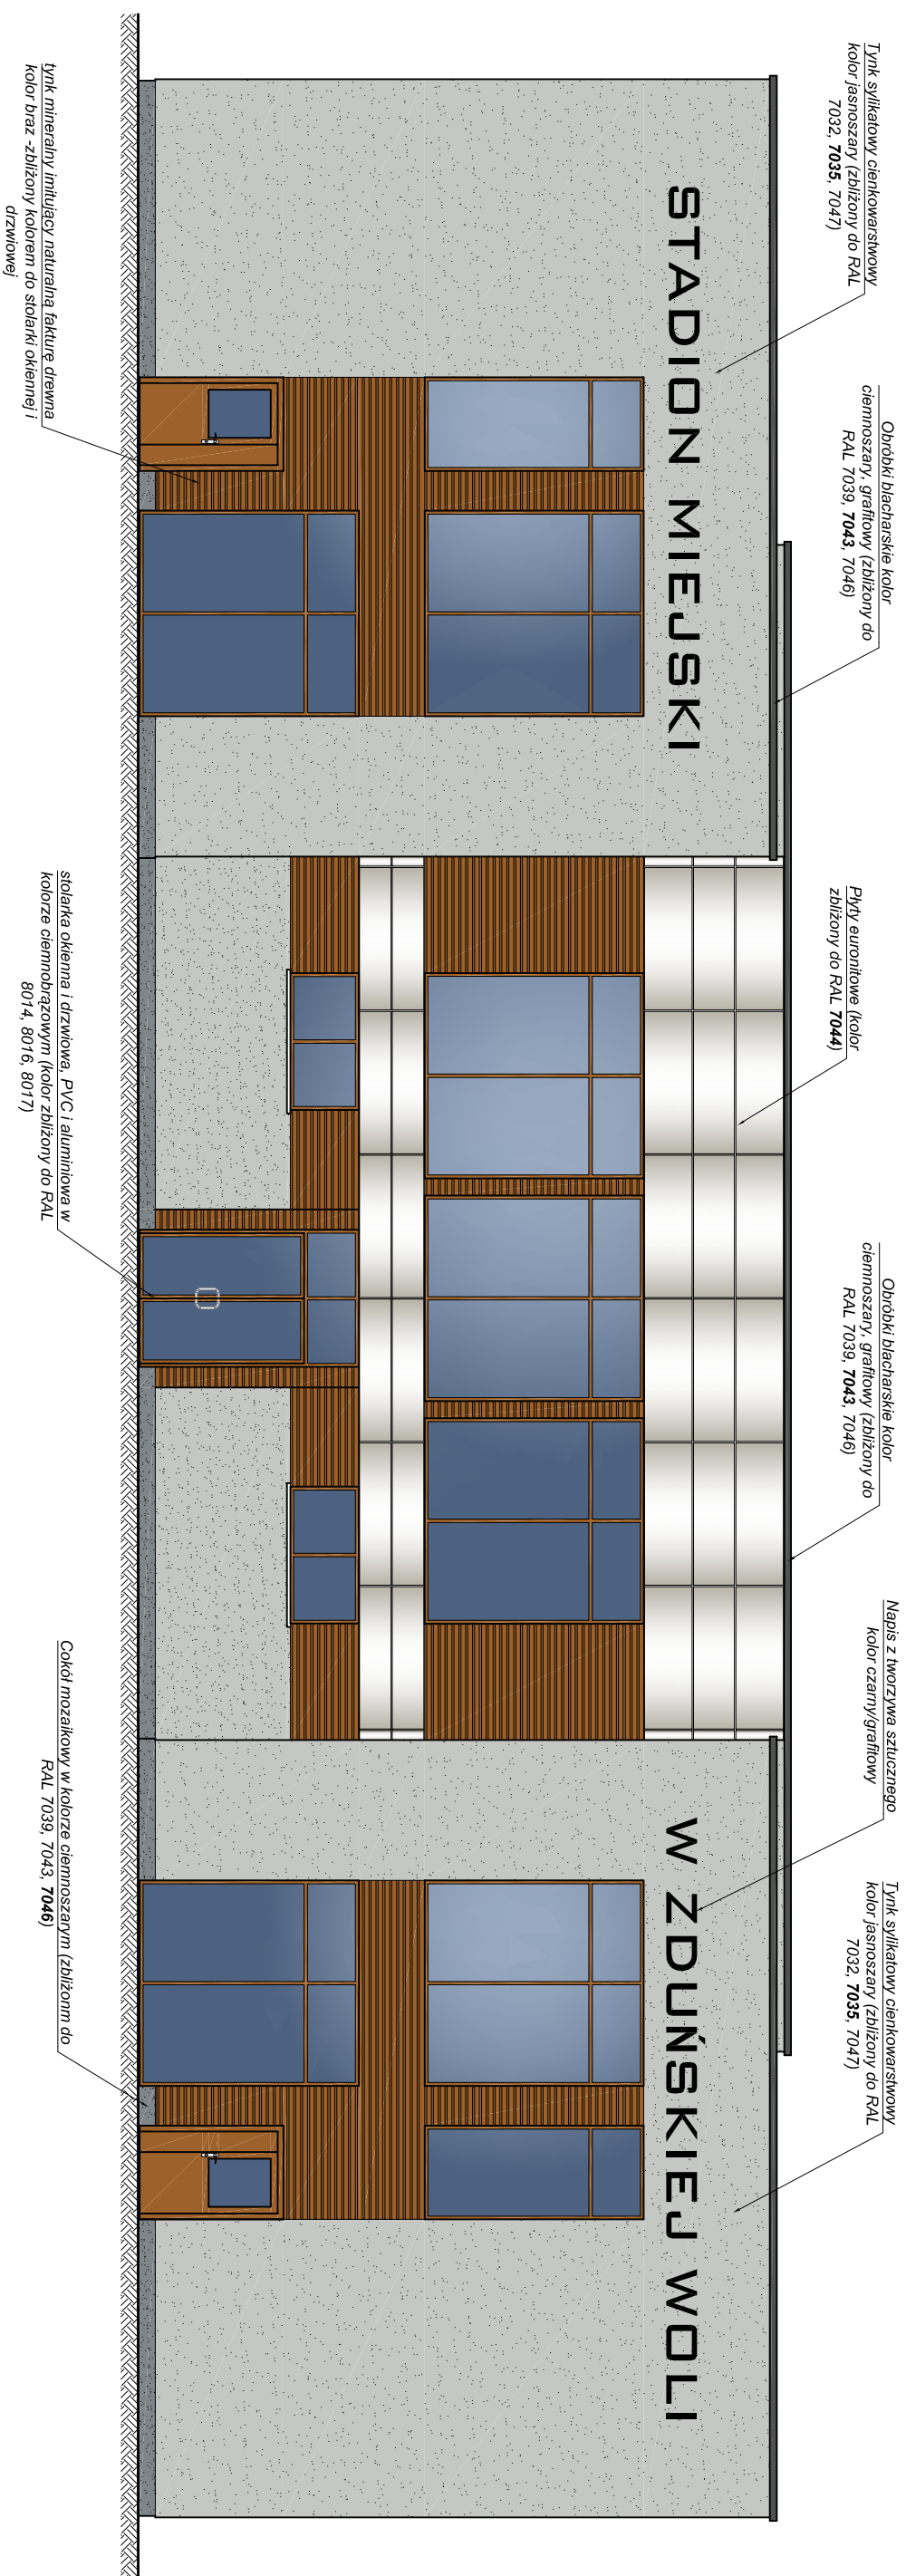 Tynk sylikatowy cienkowarstwowy
kolor jasnoszary (zbliżony do RAL
7032, 7035, 7047)
Obróbki blacharskie kolor
ciemnoszary, grafitowy (zbliżony do
RAL 7039, 7043, 7046)
Płyty euronitowe (kolor
zbliżony do RAL 7044)
Obróbki blacharskie kolor
ciemnoszary, grafitowy (zbliżony do
RAL 7039, 7043, 7046)
Napis z tworzywa sztucznego
kolor czarny/grafitowy
Tynk sylikatowy cienkowarstwowy
kolor jasnoszary (zbliżony do RAL
7032, 7035, 7047)
STADION MIEJSKI
W ZDUŃSKIEJ WOLI
tynk mineralny imitujący naturalną fakturę drewna
kolor braz -zbliżony kolorem do stolarki okiennej i
drzwiowej
stolarka okienna i drzwiowa, PVC i aluminiowa w
kolorze ciemnobrązowym (kolor zbliżony do RAL
8014, 8016, 8017)
Cokół mozaikowy w kolorze ciemnoszarym (zbliżonm do
RAL 7039, 7043, 7046)